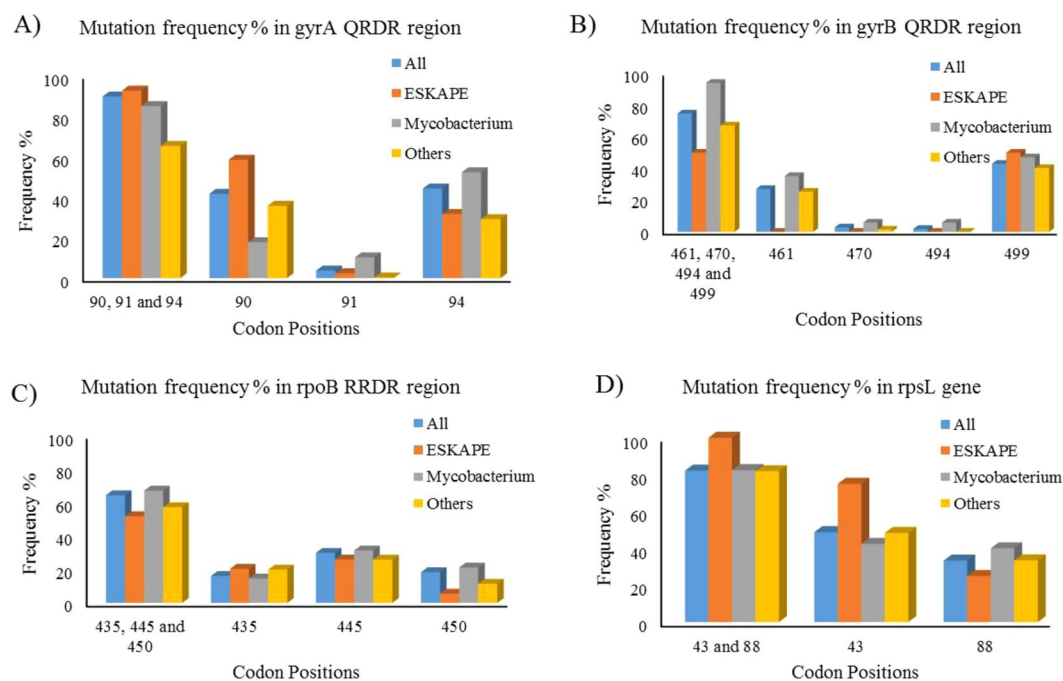 A)
Mutation frequency % in gyrA QRDR region
All
ESKAPE
Mycobacterium
Others
Frequency %
100
80
60
40
20
0
90, 91 and 94
90
91
94
Codon Positions
B)
Mutation frequency % in gyrB QRDR region
All
ESKAPE
Mycobacterium
Others
Frequency %
100
80
60
40
20
0
461, 470,
494 and
499
461
470
494
499
Codon Positions
C)
Mutation frequency % in rpoB RRDR region
All
ESKAPE
Mycobacterium
Others
Frequency %
100
80
60
40
20
0
435, 445 and
450
435
445
450
Codon Positions
D)
Mutation frequency % in rpsL gene
All
ESKAPE
Mycobacterium
Others
Frequency %
100
80
60
40
20
0
43 and 88
43
88
Codon Positions